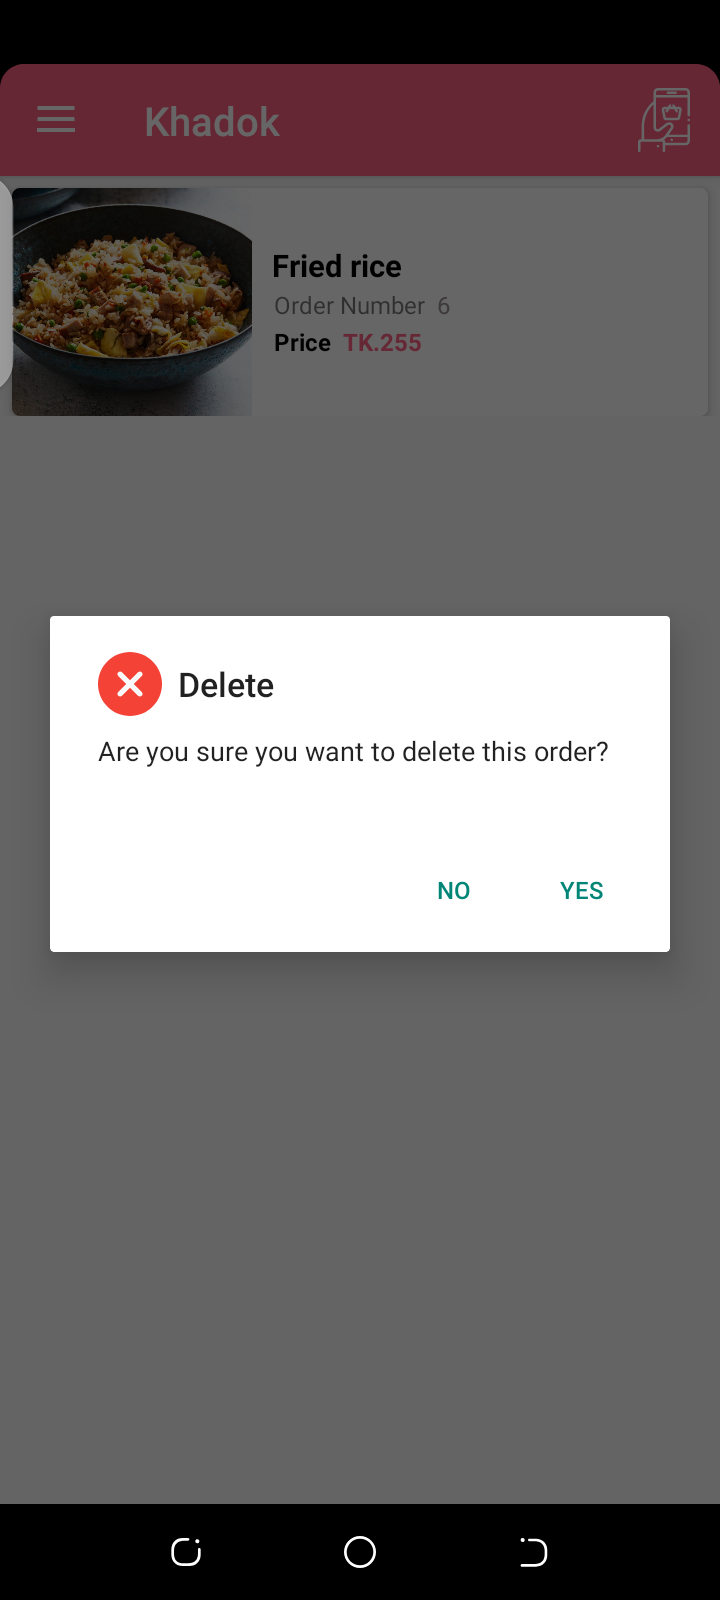 Khadok
Fried rice
Order Number 6
Price TK.255
Delete
Are you sure you want to delete this order?
NO YES